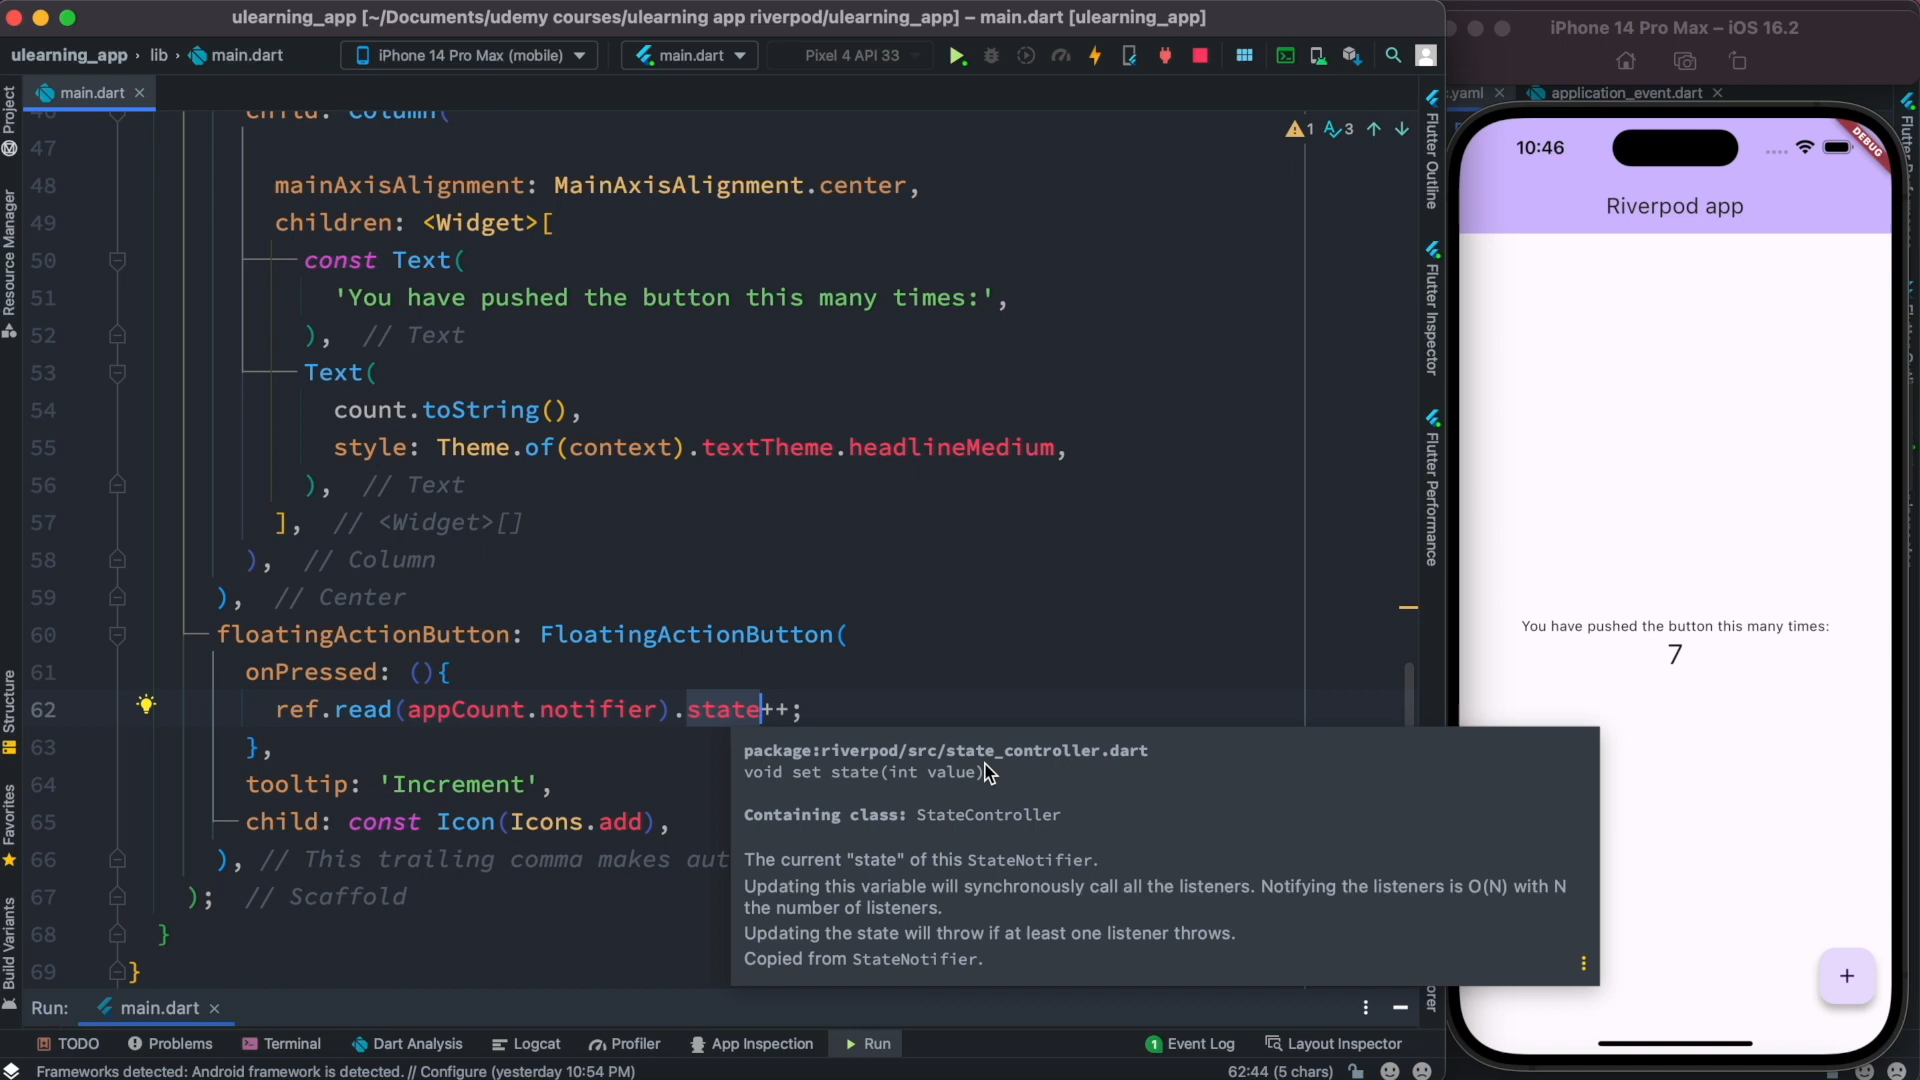 ulearning_app [~/Documents/udemy courses/ulearning app riverpod/ulearning_app] – main.dart [ulearning_app]
iPhone 14 Pro Max – iOS 16.2
ulearning_app › lib › main.dart
iPhone 14 Pro Max (mobile)
main.dart
Pixel 4 API 33
main.dart
.yaml
application_event.dart
1
3
46 child: Column(
47
48 mainAxisAlignment: MainAxisAlignment.center,
49 children: <Widget>[
50 const Text(
51 'You have pushed the button this many times:',
52 ), // Text
53 Text(
54 count.toString(),
55 style: Theme.of(context).textTheme.headlineMedium,
56 ), // Text
57 ], // <Widget>[]
58 ), // Column
59 ), // Center
60 floatingActionButton: FloatingActionButton(
61 onPressed: (){
62 ref.read(appCount.notifier).state++;
63 },
64 tooltip: 'Increment',
65 child: const Icon(Icons.add),
66 ), // This trailing comma makes aut
67 ); // Scaffold
68 }
69 }
package:riverpod/src/state_controller.dart
void set state(int value)
Containing class: StateController
The current "state" of this StateNotifier.
Updating this variable will synchronously call all the listeners. Notifying the listeners is O(N) with N
the number of listeners.
Updating the state will throw if at least one listener throws.
Copied from StateNotifier.
Project
Resource Manager
Structure
Favorites
Build Variants
Flutter Outline
Flutter Inspector
Flutter Performance
10:46
DEBUG
Riverpod app
You have pushed the button this many times:
7
+
Run:
main.dart
TODO
Problems
Terminal
Dart Analysis
Logcat
Profiler
App Inspection
Run
1 Event Log
Layout Inspector
Frameworks detected: Android framework is detected. // Configure (yesterday 10:54 PM)
62:44 (5 chars)